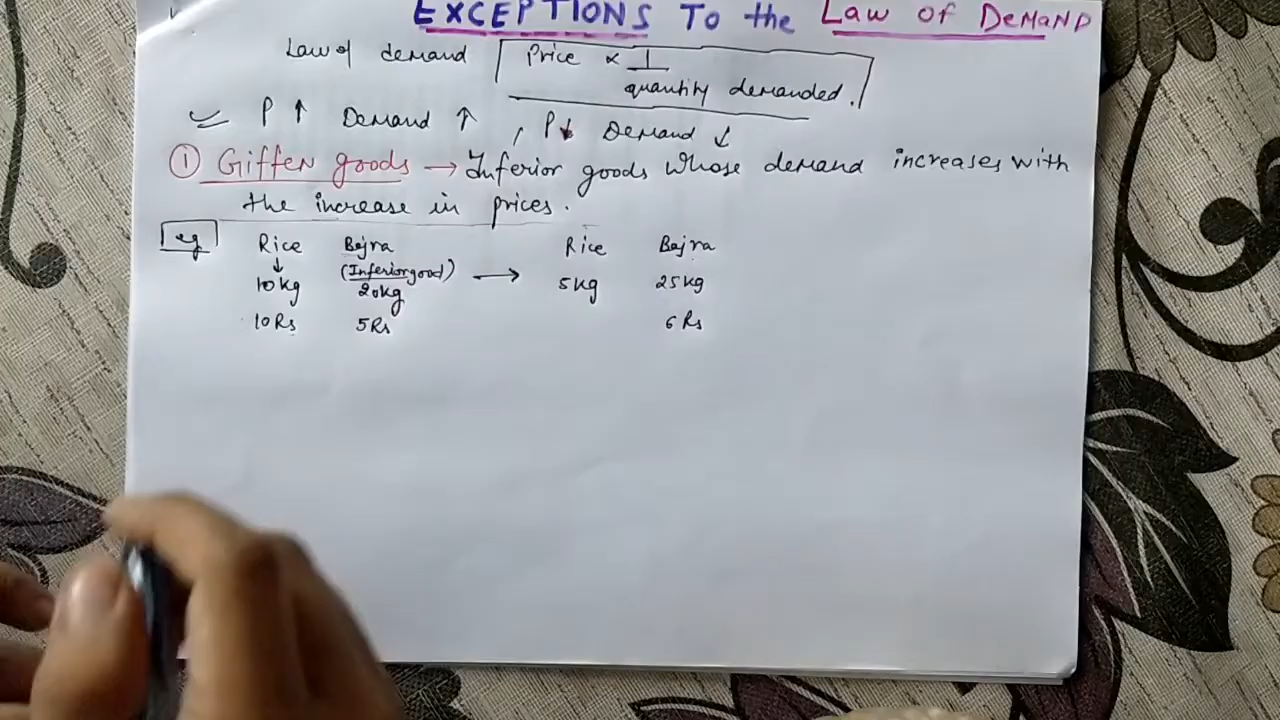 EXCEPTIONS To the Law of DeMaND
Law of demand Price ∝ 1
quantity demanded.
P ↑ Demand ↑ , P↓ Demand ↓
① Giffen goods → Inferior goods Whose demand increases with
the increase in prices.
eg Rice Bajra Rice Bajra
↓ (Inferior good) →
10kg 20kg 5kg 25kg
10Rs 5Rs 6 Rs